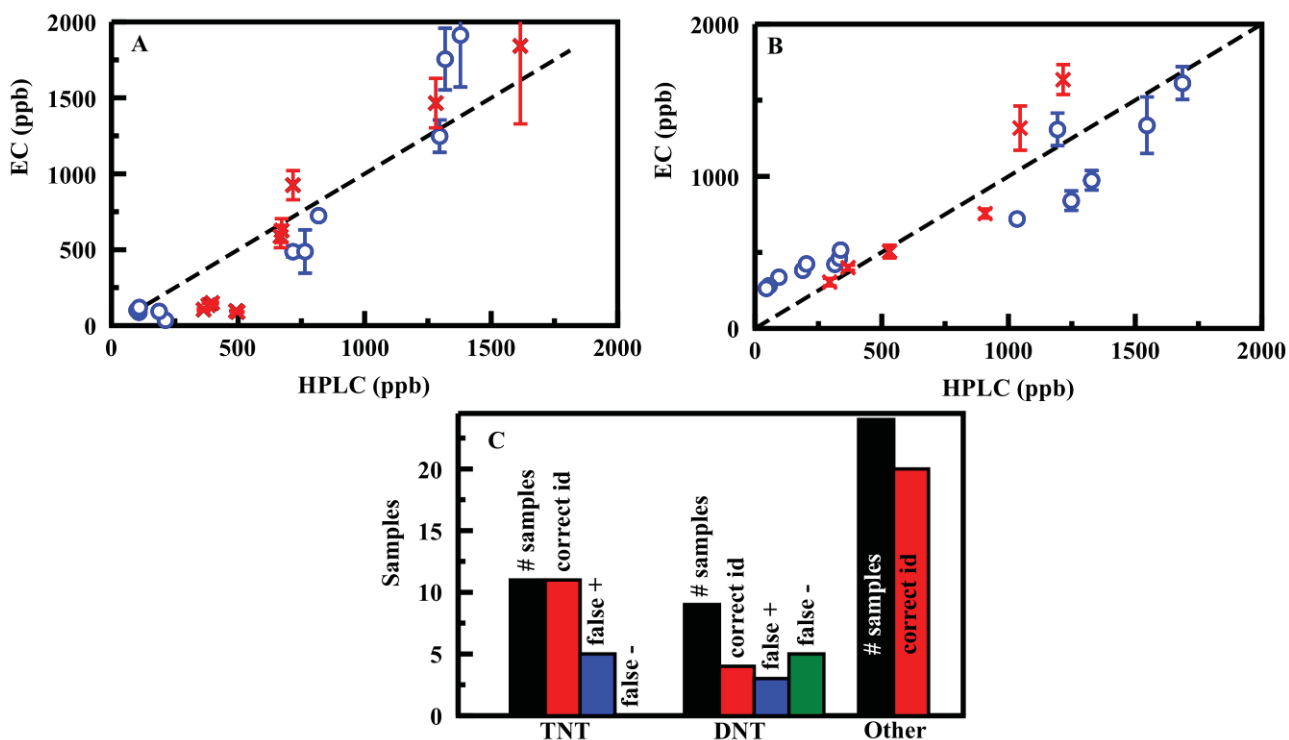 A
EC (ppb)
2000
1500
1000
500
0
0 500 1000 1500 2000
HPLC (ppb)
B
EC (ppb)
2000
1000
0
0 500 1000 1500 2000
HPLC (ppb)
C
Samples
20
15
10
5
0
# samples
correct id
false +
false -
# samples
correct id
false +
false -
# samples
correct id
TNT DNT Other